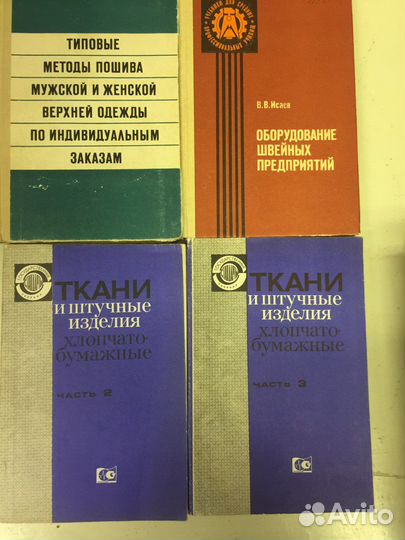 ТИПОВЫЕ
МЕТОДЫ ПОШИВА
МУЖСКОЙ И ЖЕНСКОЙ
ВЕРХНЕЙ ОДЕЖДЫ
ПО ИНДИВИДУАЛЬНЫМ
ЗАКАЗАМ
В.В.Исаев
ОБОРУДОВАНИЕ
ШВЕЙНЫХ
ПРЕДПРИЯТИЙ
ТКАНИ
И ШТУЧНЫЕ
ИЗДЕЛИЯ
ХЛОПЧАТО-
БУМАЖНЫЕ
ЧАСТЬ 2
ТКАНИ
И ШТУЧНЫЕ
ИЗДЕЛИЯ
ХЛОПЧАТО-
БУМАЖНЫЕ
ЧАСТЬ 3
Avito